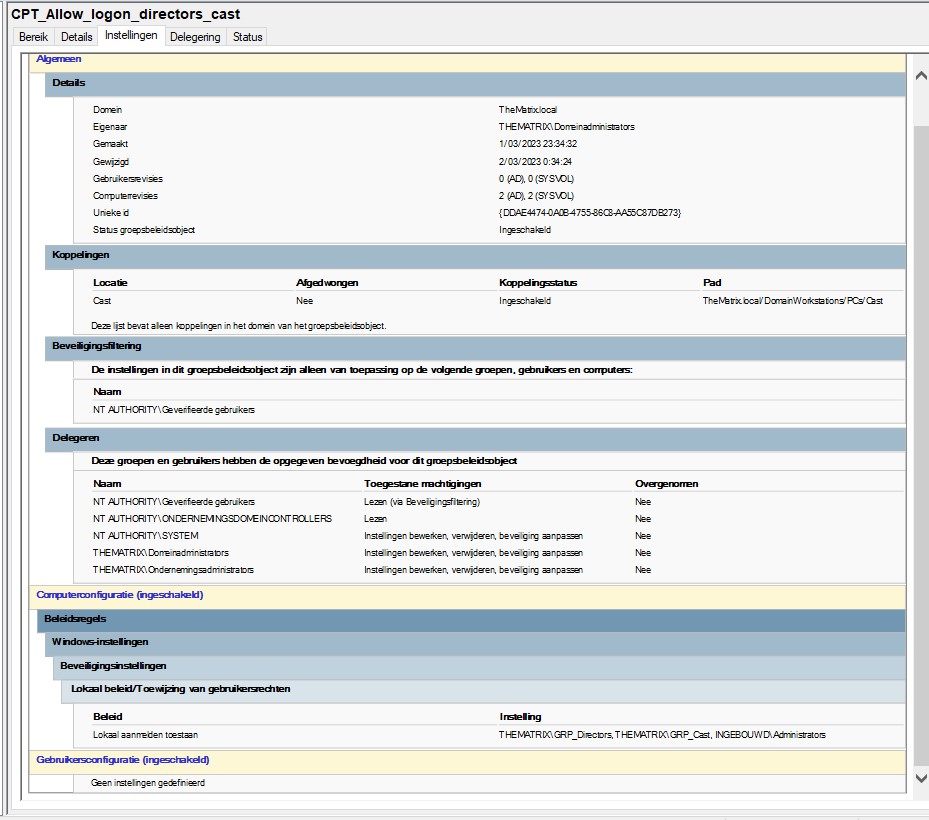 CPT_Allow_logon_directors_cast
Bereik Details Instellingen Delegering Status
Algemeen
Details
Domein TheMatrix.local
Eigenaar THEMATRIX\Domeinadministrators
Gemaakt 1/03/2023 23:34:32
Gewijzigd 2/03/2023 0:34:24
Gebruikersrevisies 0 (AD), 0 (SYSVOL)
Computerrevisies 2 (AD), 2 (SYSVOL)
Unieke id {DDAE4474-0A0B-4755-86C8-AA55C87DB273}
Status groepsbeleidsobject Ingeschakeld
Koppelingen
Locatie Afgedwongen Koppelingsstatus Pad
Cast Nee Ingeschakeld TheMatrix.local/DomainWorkstations/PCs/Cast
Deze lijst bevat alleen koppelingen in het domein van het groepsbeleidsobject.
Beveiligingsfiltering
De instellingen in dit groepsbeleidsobject zijn alleen van toepassing op de volgende groepen, gebruikers en computers:
Naam
NT AUTHORITY\Geverifieerde gebruikers
Delegeren
Deze groepen en gebruikers hebben de opgegeven bevoegdheid voor dit groepsbeleidsobject
Naam Toegestane machtigingen Overgenomen
NT AUTHORITY\Geverifieerde gebruikers Lezen (via Beveiligingsfiltering) Nee
NT AUTHORITY\ONDERNEMINGSDOMEINCONTROLLERS Lezen Nee
NT AUTHORITY\SYSTEM Instellingen bewerken, verwijderen, beveiliging aanpassen Nee
THEMATRIX\Domeinadministrators Instellingen bewerken, verwijderen, beveiliging aanpassen Nee
THEMATRIX\Ondernemingsadministrators Instellingen bewerken, verwijderen, beveiliging aanpassen Nee
Computerconfiguratie (ingeschakeld)
Beleidsregels
Windows-instellingen
Beveiligingsinstellingen
Lokaal beleid/Toewijzing van gebruikersrechten
Beleid Instelling
Lokaal aanmelden toestaan THEMATRIX\GRP_Directors, THEMATRIX\GRP_Cast, INGEBOUWD\Administrators
Gebruikersconfiguratie (ingeschakeld)
Geen instellingen gedefinieerd